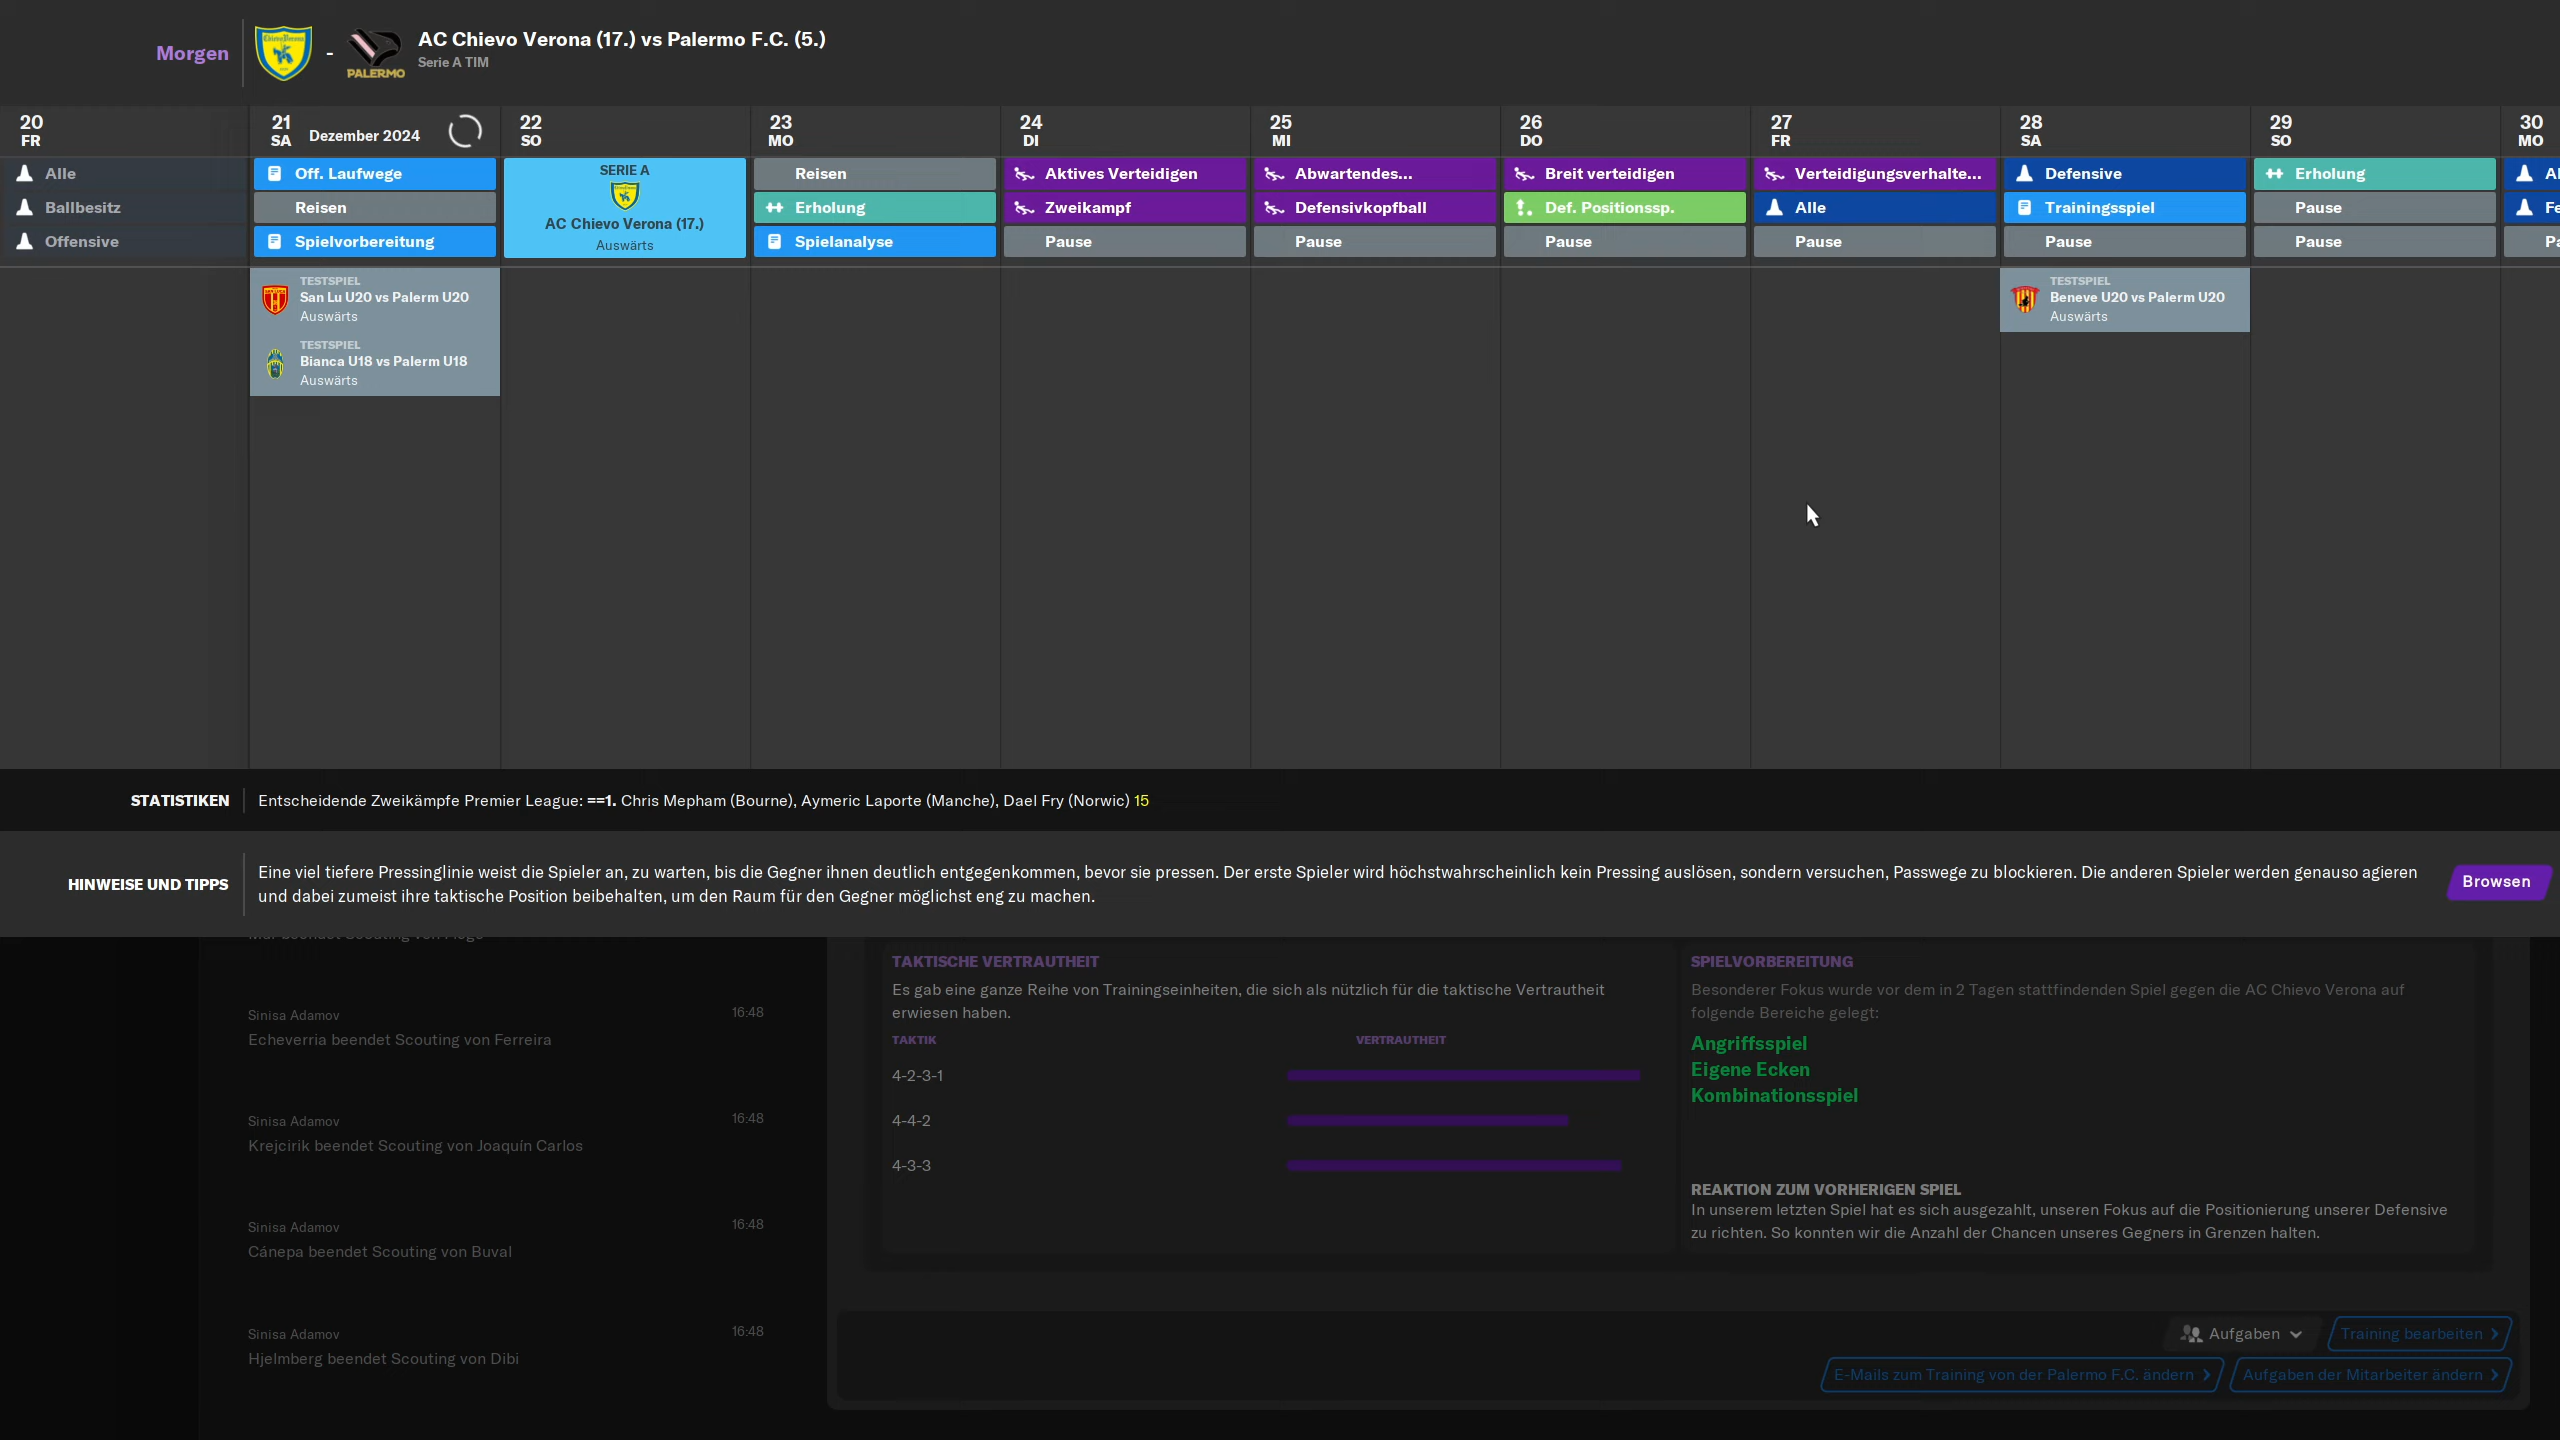 Morgen
-
PALERMO
AC Chievo Verona (17.) vs Palermo F.C. (5.)
Serie A TIM
20
FR
21
SA
Dezember 2024
22
SO
23
MO
24
DI
25
MI
26
DO
27
FR
28
SA
29
SO
30
MO
Alle
Ballbesitz
Offensive
Off. Laufwege
Reisen
Spielvorbereitung
SERIE A
AC Chievo Verona (17.)
Auswärts
Reisen
Erholung
Spielanalyse
Aktives Verteidigen
Zweikampf
Pause
Abwartendes...
Defensivkopfball
Pause
Breit verteidigen
Def. Positionssp.
Pause
Verteidigungsverhalte...
Alle
Pause
Defensive
Trainingsspiel
Pause
Erholung
Pause
Pause
TESTSPIEL
San Lu U20 vs Palerm U20
Auswärts
TESTSPIEL
Bianca U18 vs Palerm U18
Auswärts
TESTSPIEL
Beneve U20 vs Palerm U20
Auswärts
STATISTIKEN
Entscheidende Zweikämpfe Premier League: ==1. Chris Mepham (Bourne), Aymeric Laporte (Manche), Dael Fry (Norwic) 15
HINWEISE UND TIPPS
Eine viel tiefere Pressinglinie weist die Spieler an, zu warten, bis die Gegner ihnen deutlich entgegenkommen, bevor sie pressen. Der erste Spieler wird höchstwahrscheinlich kein Pressing auslösen, sondern versuchen, Passwege zu blockieren. Die anderen Spieler werden genauso agieren
und dabei zumeist ihre taktische Position beibehalten, um den Raum für den Gegner möglichst eng zu machen.
Browsen
Sinisa Adamov
16:48
Echeverria beendet Scouting von Ferreira
Sinisa Adamov
16:48
Krejcirik beendet Scouting von Joaquín Carlos
Sinisa Adamov
16:48
Cánepa beendet Scouting von Buval
Sinisa Adamov
16:48
Hjelmberg beendet Scouting von Dibi
TAKTISCHE VERTRAUTHEIT
Es gab eine ganze Reihe von Trainingseinheiten, die sich als nützlich für die taktische Vertrautheit
erwiesen haben.
TAKTIK
VERTRAUTHEIT
4-2-3-1
4-4-2
4-3-3
SPIELVORBEREITUNG
Besonderer Fokus wurde vor dem in 2 Tagen stattfindenden Spiel gegen die AC Chievo Verona auf
folgende Bereiche gelegt:
Angriffsspiel
Eigene Ecken
Kombinationsspiel
REAKTION ZUM VORHERIGEN SPIEL
In unserem letzten Spiel hat es sich ausgezahlt, unseren Fokus auf die Positionierung unserer Defensive
zu richten. So konnten wir die Anzahl der Chancen unseres Gegners in Grenzen halten.
Aufgaben
Training bearbeiten
E-Mails zum Training von der Palermo F.C. ändern
Aufgaben der Mitarbeiter ändern